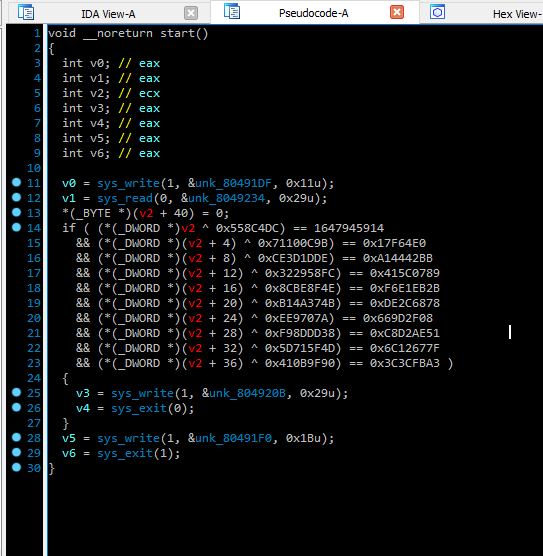 IDA View-A Pseudocode-A Hex View-
1 void __noreturn start()
2 {
3 int v0; // eax
4 int v1; // eax
5 int v2; // ecx
6 int v3; // eax
7 int v4; // eax
8 int v5; // eax
9 int v6; // eax
10
11 v0 = sys_write(1, &unk_80491DF, 0x11u);
12 v1 = sys_read(0, &unk_8049234, 0x29u);
13 *(_BYTE *)(v2 + 40) = 0;
14 if ( (*(_DWORD *)v2 ^ 0x558C4DC) == 1647945914
15 && (*(_DWORD *)(v2 + 4) ^ 0x71100C9B) == 0x17F64E0
16 && (*(_DWORD *)(v2 + 8) ^ 0xCE3D1DDE) == 0xA14442BB
17 && (*(_DWORD *)(v2 + 12) ^ 0x322958FC) == 0x415C0789
18 && (*(_DWORD *)(v2 + 16) ^ 0x8CBE8F4E) == 0xF6E1EB2B
19 && (*(_DWORD *)(v2 + 20) ^ 0xB14A374B) == 0xDE2C6878
20 && (*(_DWORD *)(v2 + 24) ^ 0xEE9707A) == 0x669D2F08
21 && (*(_DWORD *)(v2 + 28) ^ 0xF98DDD38) == 0xC8D2AE51
22 && (*(_DWORD *)(v2 + 32) ^ 0x5D715F4D) == 0x6C12677F
23 && (*(_DWORD *)(v2 + 36) ^ 0x410B9F90) == 0x3C3CFBA3 )
24 {
25 v3 = sys_write(1, &unk_804920B, 0x29u);
26 v4 = sys_exit(0);
27 }
28 v5 = sys_write(1, &unk_80491F0, 0x1Bu);
29 v6 = sys_exit(1);
30 }